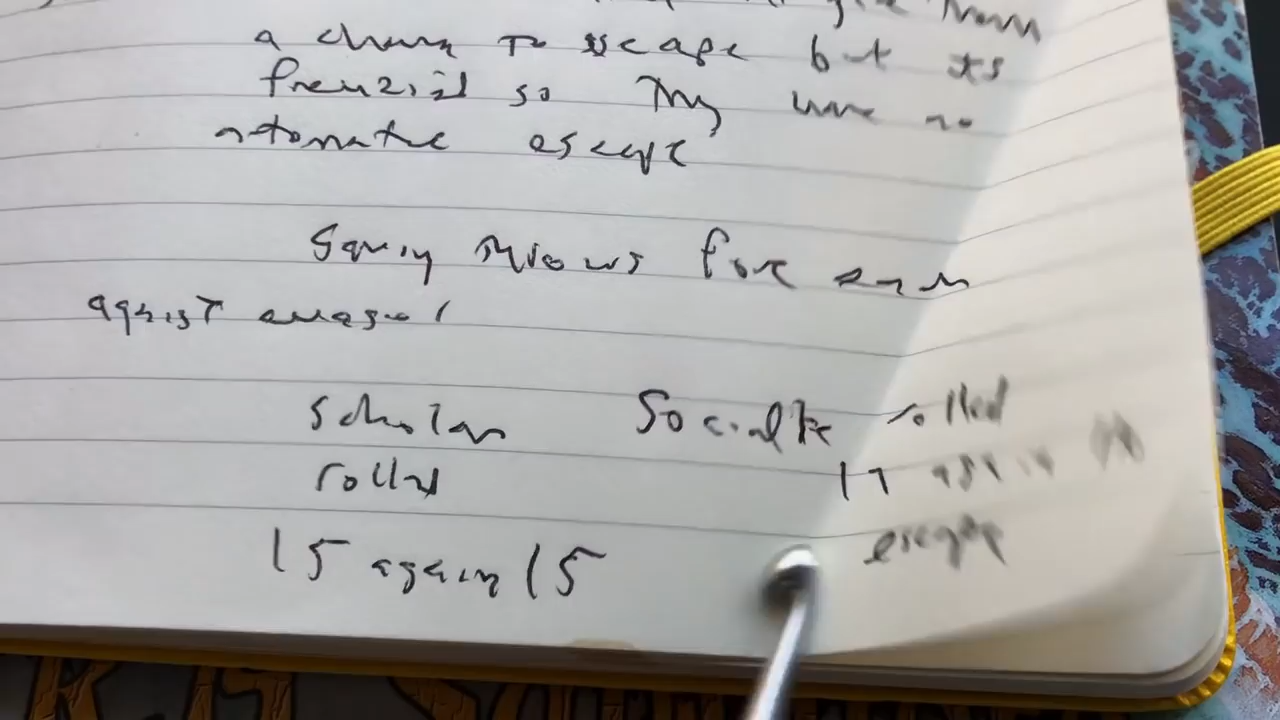 a chance to escape but its
frenzied so they have no
automatic escape
Saving throws for each
against
scholar
rolled
15 again 15
Socialite rolled
17 again
escape